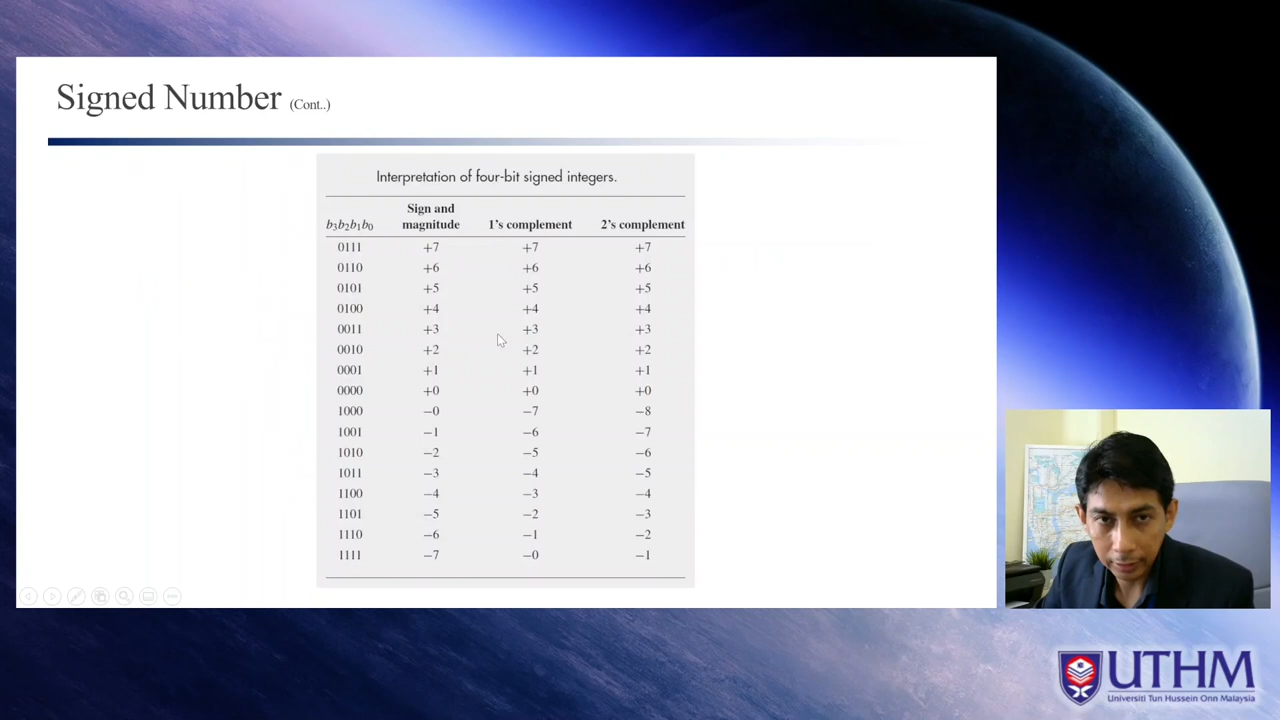 Signed Number (Cont..)
Interpretation of four-bit signed integers.
Sign and
b3b2b1b0 magnitude 1's complement 2's complement
0111 +7 +7 +7
0110 +6 +6 +6
0101 +5 +5 +5
0100 +4 +4 +4
0011 +3 +3 +3
0010 +2 +2 +2
0001 +1 +1 +1
0000 +0 +0 +0
1000 −0 −7 −8
1001 −1 −6 −7
1010 −2 −5 −6
1011 −3 −4 −5
1100 −4 −3 −4
1101 −5 −2 −3
1110 −6 −1 −2
1111 −7 −0 −1
UTHM
Universiti Tun Hussein Onn Malaysia